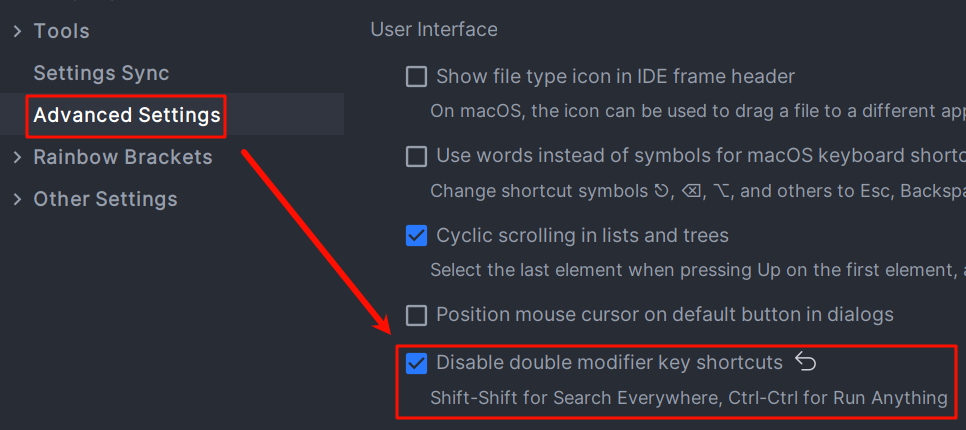 Tools
Settings Sync
Advanced Settings
Rainbow Brackets
Other Settings
User Interface
Show file type icon in IDE frame header
On macOS, the icon can be used to drag a file to a different app
Use words instead of symbols for macOS keyboard shortc
Change shortcut symbols ⎋, ⌫, ⌥, and others to Esc, Backspa
Cyclic scrolling in lists and trees
Select the last element when pressing Up on the first element, a
Position mouse cursor on default button in dialogs
Disable double modifier key shortcuts
Shift-Shift for Search Everywhere, Ctrl-Ctrl for Run Anything